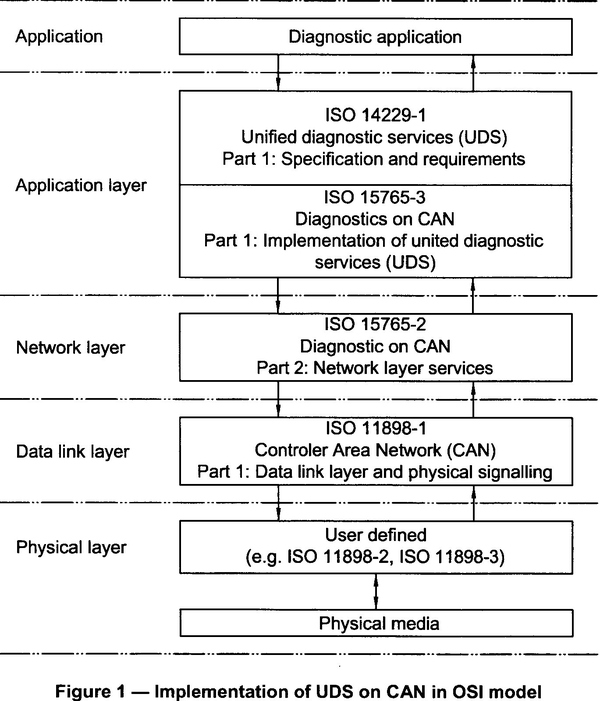 Application
Diagnostic application
Application layer
ISO 14229-1
Unified diagnostic services (UDS)
Part 1: Specification and requirements
ISO 15765-3
Diagnostics on CAN
Part 1: Implementation of united diagnostic
services (UDS)
Network layer
ISO 15765-2
Diagnostic on CAN
Part 2: Network layer services
Data link layer
ISO 11898-1
Controler Area Network (CAN)
Part 1: Data link layer and physical signalling
Physical layer
User defined
(e.g. ISO 11898-2, ISO 11898-3)
Physical media
Figure 1 — Implementation of UDS on CAN in OSI model